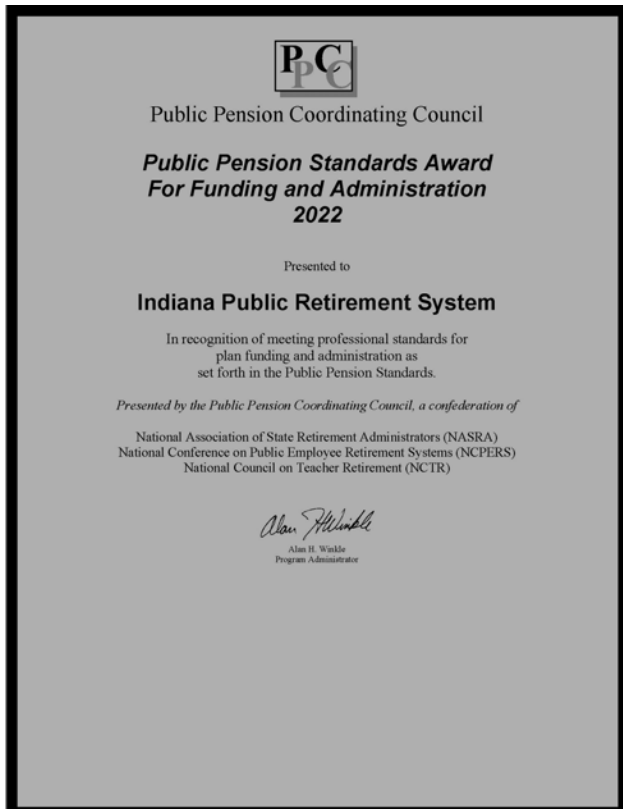 PPCC
Public Pension Coordinating Council
Public Pension Standards Award
For Funding and Administration
2022
Presented to
Indiana Public Retirement System
In recognition of meeting professional standards for
plan funding and administration as
set forth in the Public Pension Standards.
Presented by the Public Pension Coordinating Council, a confederation of
National Association of State Retirement Administrators (NASRA)
National Conference on Public Employee Retirement Systems (NCPERS)
National Council on Teacher Retirement (NCTR)
Alan H Winkle
Alan H. Winkle
Program Administrator